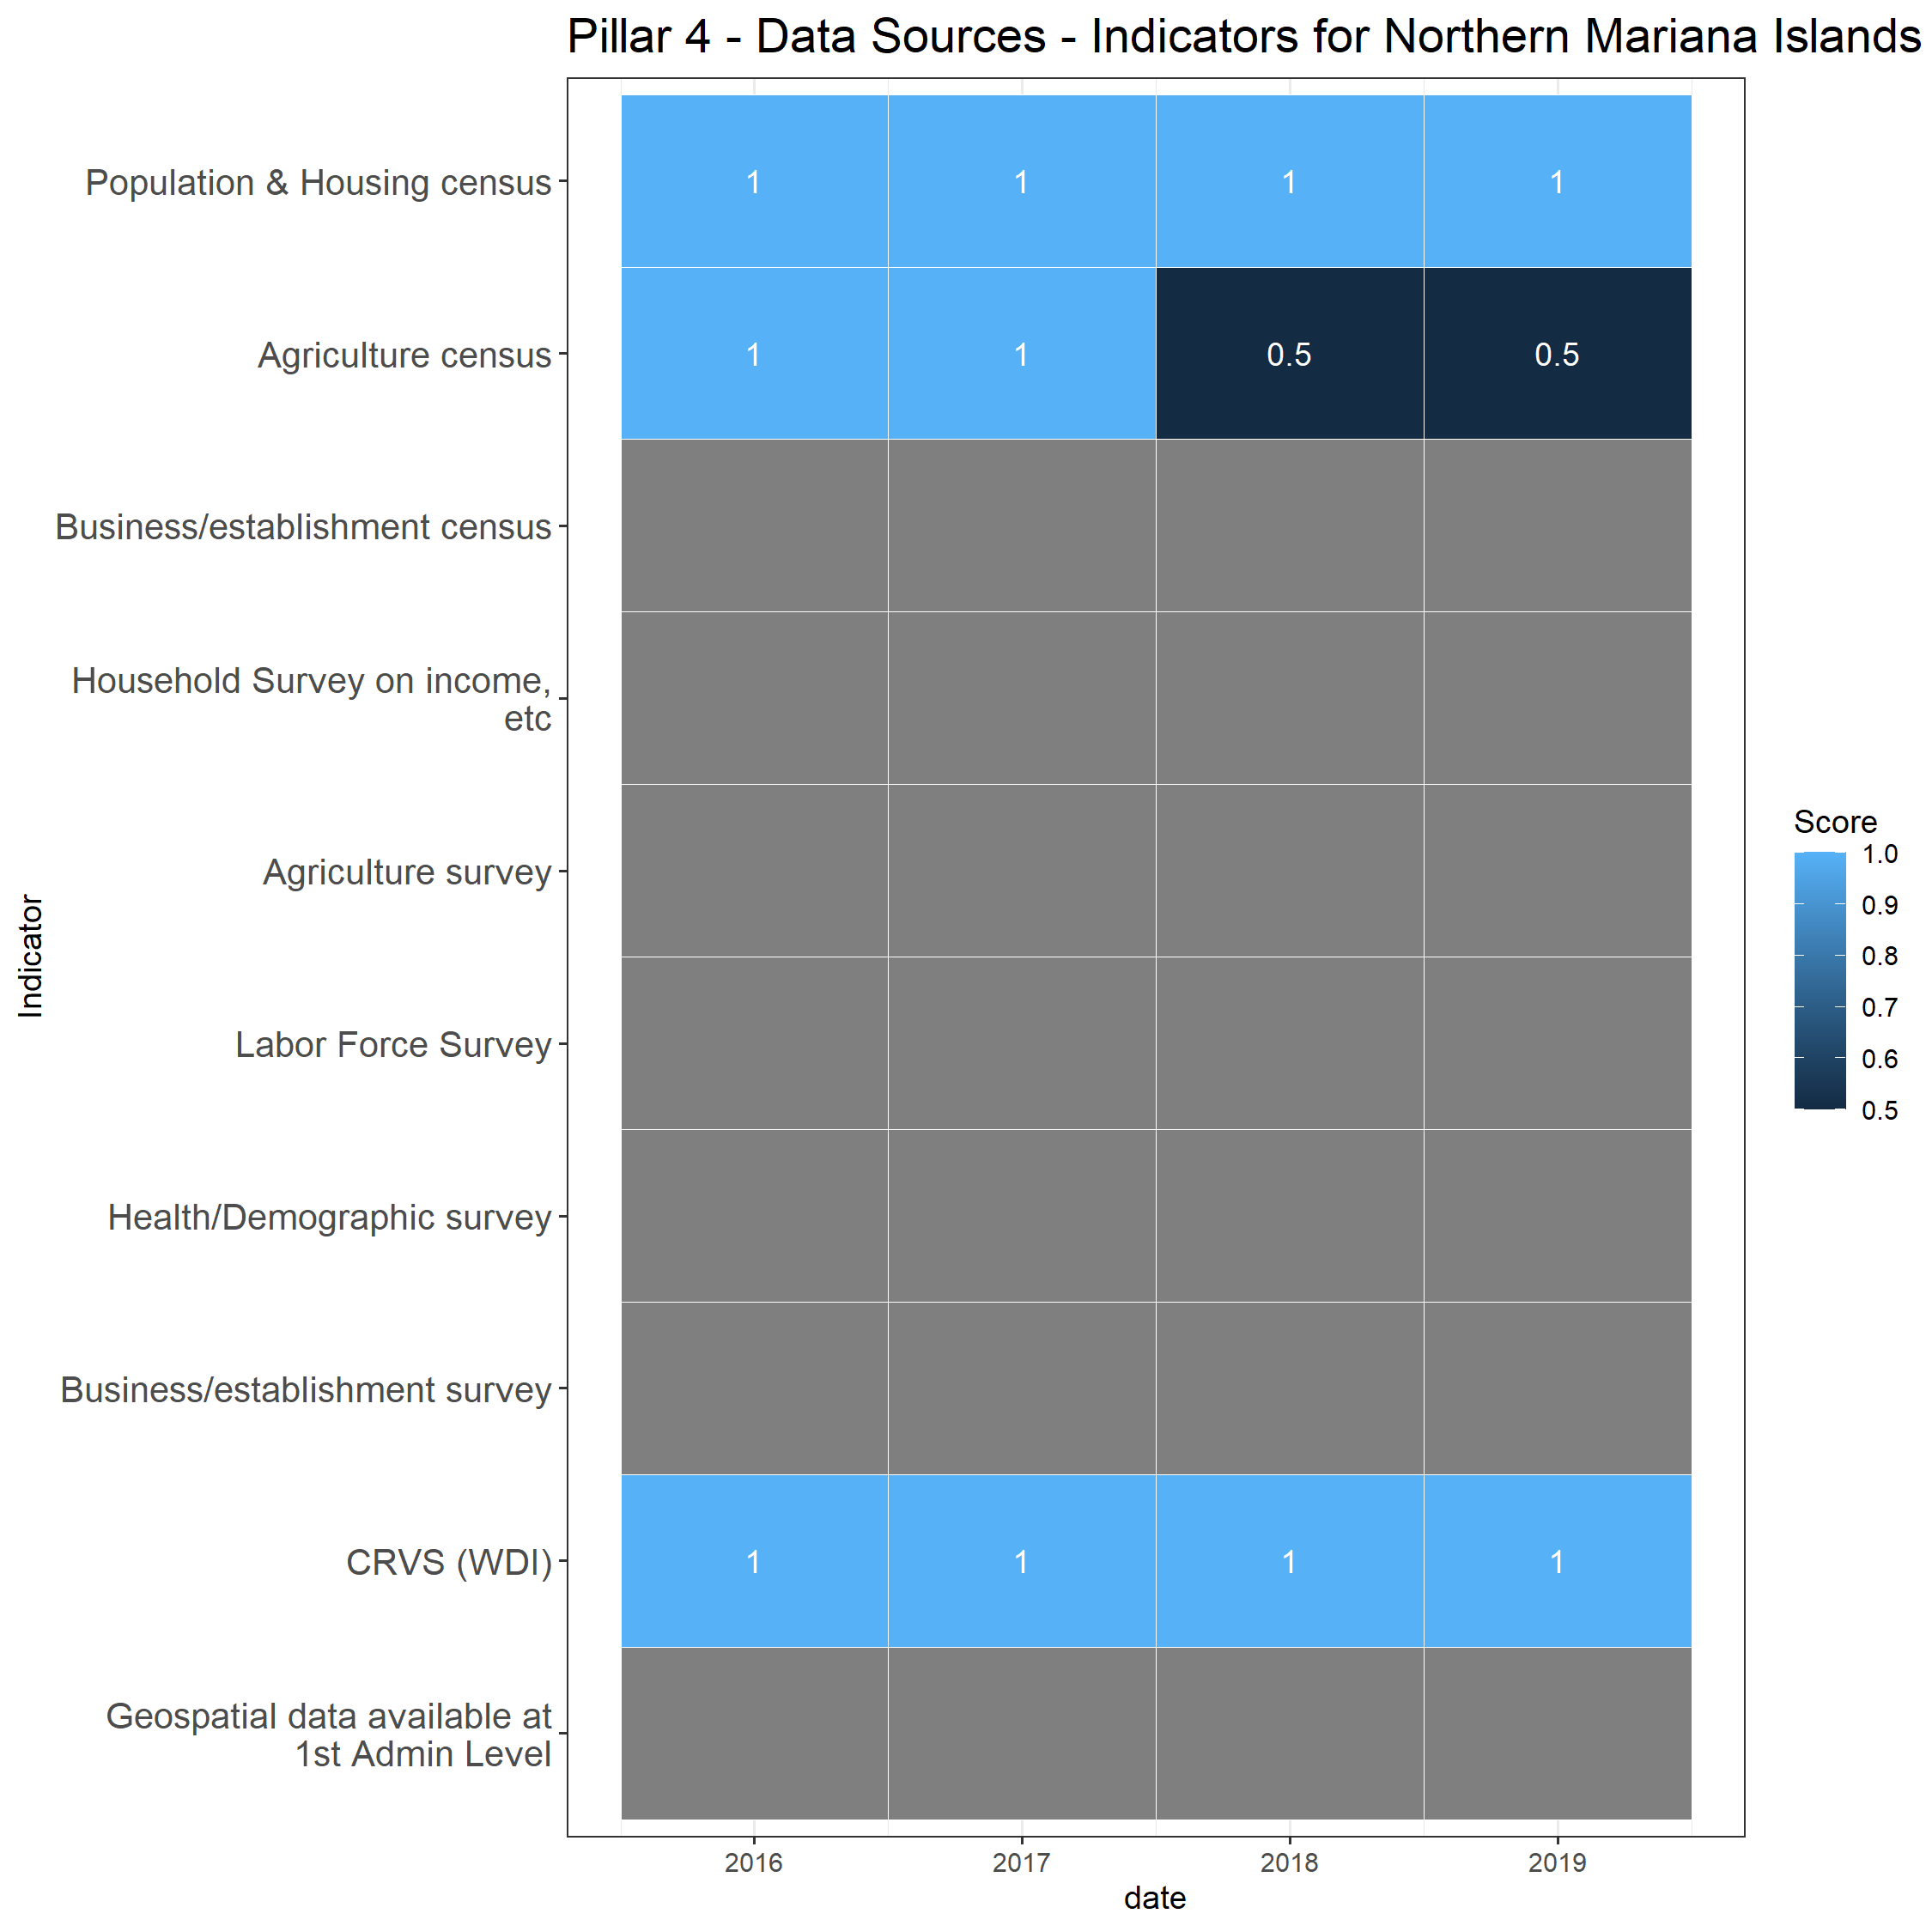 Pillar 4 - Data Sources - Indicators for Northern Mariana Islands
Population & Housing census
1 1 1 1
Agriculture census
1 1 0.5 0.5
Business/establishment census
Household Survey on income,
etc
Agriculture survey
Labor Force Survey
Health/Demographic survey
Business/establishment survey
CRVS (WDI)
1 1 1 1
Geospatial data available at
1st Admin Level
Indicator
2016 2017 2018 2019
date
Score
1.0
0.9
0.8
0.7
0.6
0.5